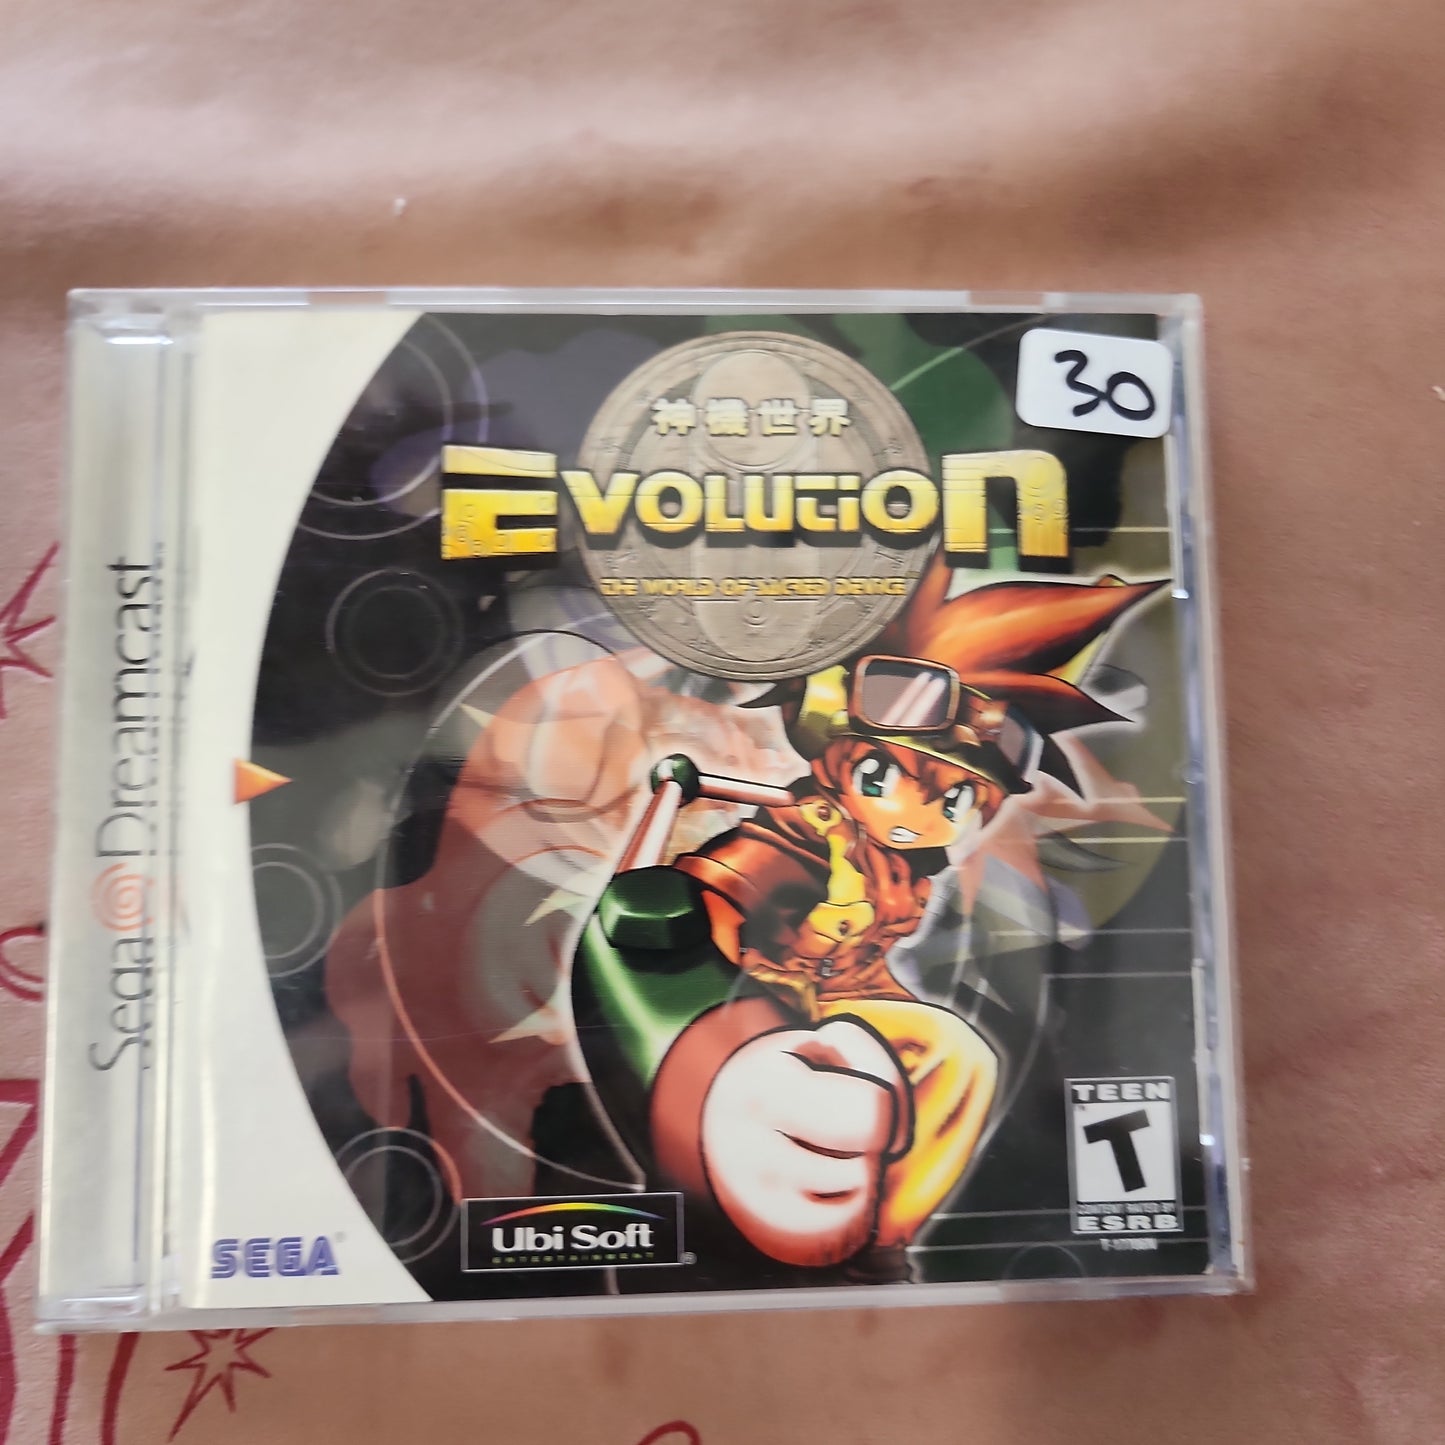 30
神機世界
EVOLUTION
THE WORLD OF SACRED DEVICE
Sega Dreamcast
TEEN
T
CONTENT RATED BY
ESRB
Ubi Soft
ENTERTAINMENT
®
SEGA®